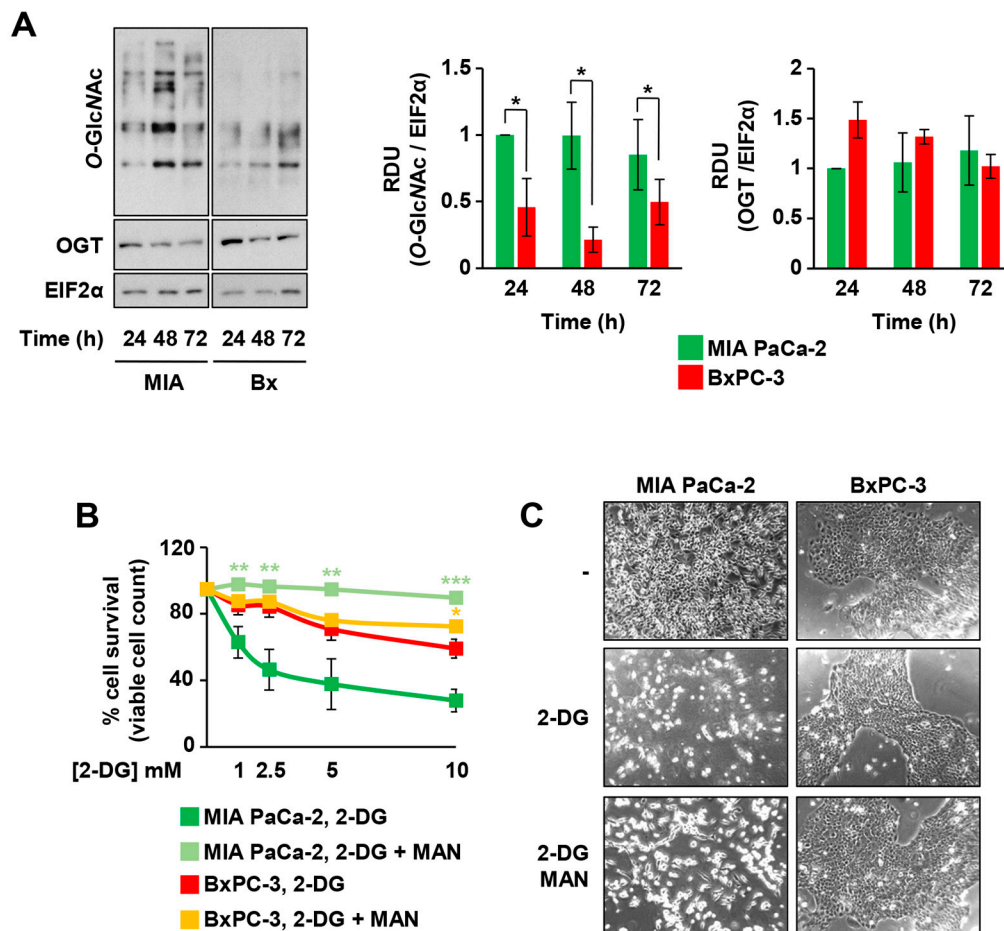 A
O-GlcNAc
OGT
EIF2α
Time (h) 24 48 72 24 48 72
MIA Bx
RDU
(O-GlcNAc / EIF2α)
1.5
1
0.5
0
* * *
24 48 72
Time (h)
RDU
(OGT /EIF2α)
2
1.5
1
0.5
0
24 48 72
Time (h)
MIA PaCa-2
BxPC-3
B
% cell survival
(viable cell count)
120
80
40
0
** ** ** ***
*
[2-DG] mM 1 2.5 5 10
MIA PaCa-2, 2-DG
MIA PaCa-2, 2-DG + MAN
BxPC-3, 2-DG
BxPC-3, 2-DG + MAN
C
MIA PaCa-2 BxPC-3
-
2-DG
2-DG
MAN